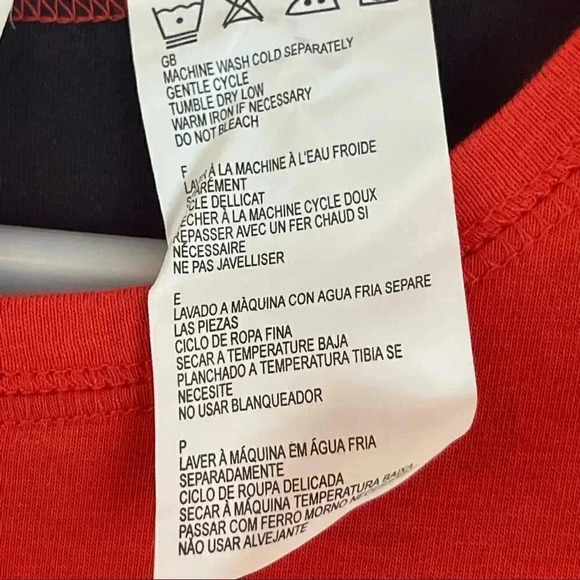 GB
MACHINE WASH COLD SEPARATELY
GENTLE CYCLE
TUMBLE DRY LOW
WARM IRON IF NECESSARY
DO NOT BLEACH
F
À LA MACHINE À L'EAU FROIDE
DELLICAT
À LA MACHINE CYCLE DOUX
REPASSER AVEC UN FER CHAUD SI
NÉCESSAIRE
NE PAS JAVELLISER
E
LAVADO A MÀQUINA CON AGUA FRIA SEPARE
LAS PIEZAS
CICLO DE ROPA FINA
SECAR A TEMPERATURE BAJA
PLANCHADO A TEMPERATURA TIBIA SE
NECESITE
NO USAR BLANQUEADOR
P
LAVER À MÁQUINA EM ÁGUA FRIA
SEPARADAMENTE
CICLO DE ROUPA DELICADA
SECAR À MÁQUINA TEMPERATURA BAIXA
PASSAR COM FERRO MORNO
NÃO USAR ALVEJANTE